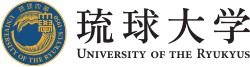 琉球大学
UNIVERSITY OF THE RYUKYUS